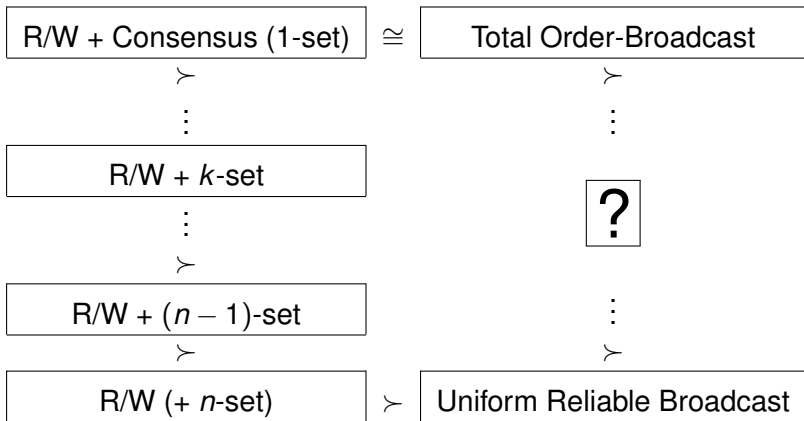 R/W + Consensus (1-set) ≅ Total Order-Broadcast
≻ ≻
⋮ ⋮
R/W + k-set
⋮ ?
≻
R/W + (n − 1)-set ⋮
≻ ≻
R/W (+ n-set) ≻ Uniform Reliable Broadcast